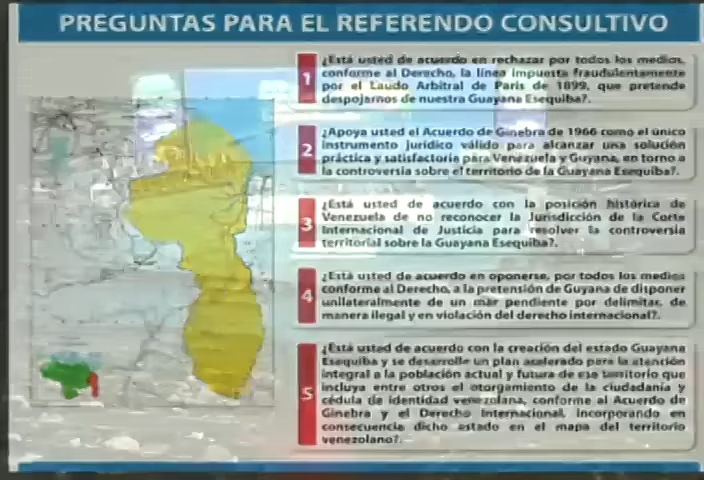 PREGUNTAS PARA EL REFERENDO CONSULTIVO
1
¿Está usted de acuerdo en rechazar por todos los medios,
conforme al Derecho, la línea impuesta fraudulentamente
por el Laudo Arbitral de París de 1899, que pretende
despojarnos de nuestra Guayana Esequiba?.
2
¿Apoya usted el Acuerdo de Ginebra de 1966 como el único
instrumento jurídico válido para alcanzar una solución
práctica y satisfactoria para Venezuela y Guyana, en torno a
la controversia sobre el territorio de la Guayana Esequiba?.
3
¿Está usted de acuerdo con la posición histórica de
Venezuela de no reconocer la Jurisdicción de la Corte
Internacional de Justicia para resolver la controversia
territorial sobre la Guayana Esequiba?.
4
¿Está usted de acuerdo en oponerse, por todos los medios
conforme al Derecho, a la pretensión de Guyana de disponer
unilateralmente de un mar pendiente por delimitar, de
manera ilegal y en violación del derecho internacional?.
5
¿Está usted de acuerdo con la creación del estado Guayana
Esequiba y se desarrolle un plan acelerado para la atención
integral a la población actual y futura de ese territorio que
incluya entre otros el otorgamiento de la ciudadanía y
cédula de identidad venezolana, conforme al Acuerdo de
Ginebra y el Derecho Internacional, incorporando en
consecuencia dicho estado en el mapa del territorio
venezolano?.